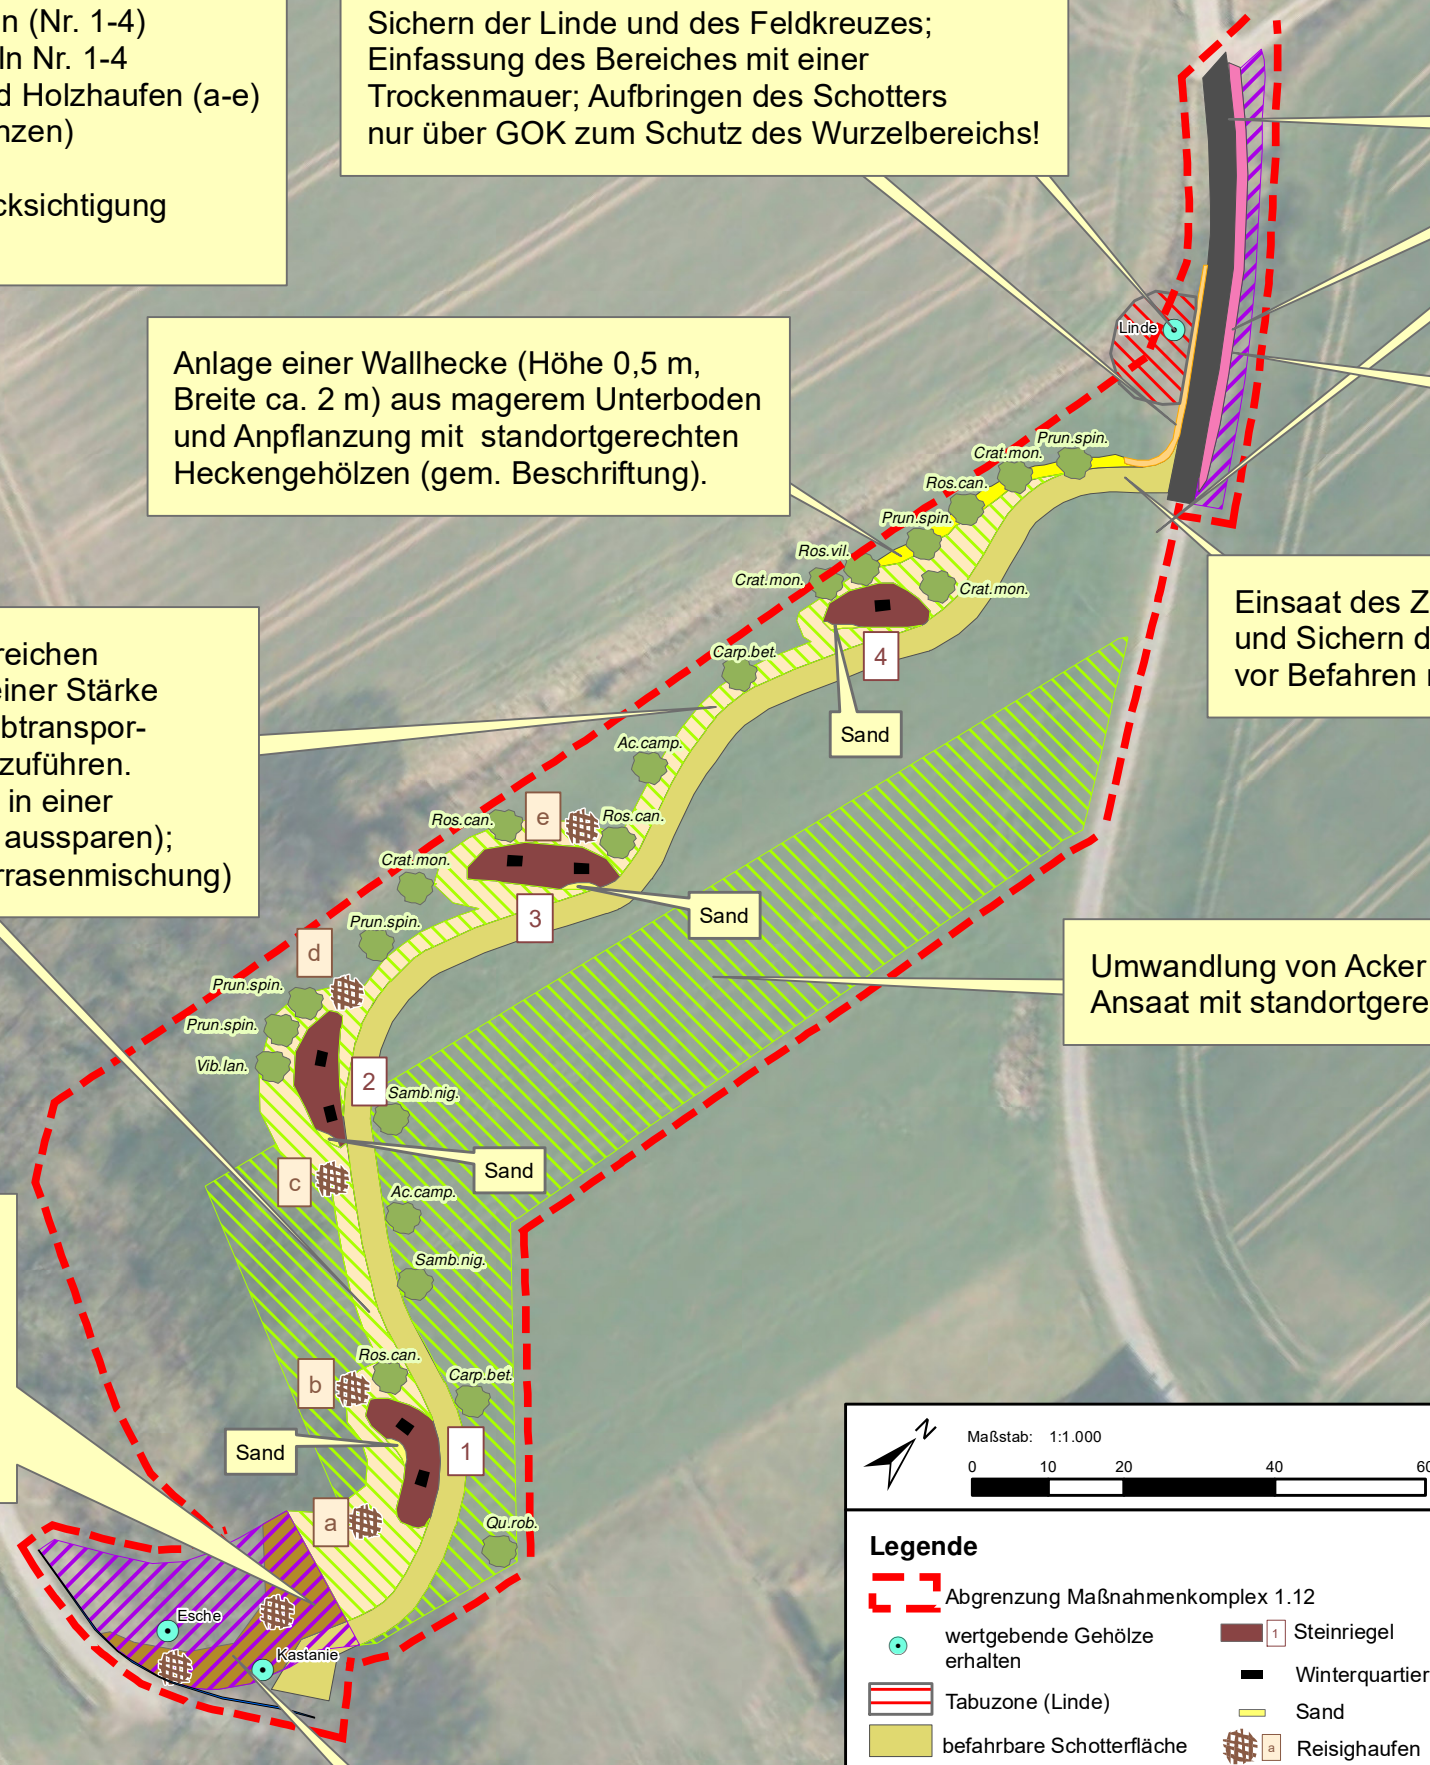 n (Nr. 1-4)
ln Nr. 1-4
d Holzhaufen (a-e)
nzen)
cksichtigung
Sichern der Linde und des Feldkreuzes;
Einfassung des Bereiches mit einer
Trockenmauer; Aufbringen des Schotters
nur über GOK zum Schutz des Wurzelbereichs!
Linde
Anlage einer Wallhecke (Höhe 0,5 m,
Breite ca. 2 m) aus magerem Unterboden
und Anpflanzung mit standortgerechten
Heckengehölzen (gem. Beschriftung).
Prun.spin.
Crat.mon.
Ros.can.
Prun.spin.
Ros.vil.
Crat.mon.
Crat.mon.
4
Carp.bet.
Sand
Einsaat des Z
und Sichern d
vor Befahren
reichen
einer Stärke
btranspor-
zuführen.
in einer
aussparen);
rrasenmischung)
Ac.camp.
Ros.can.
e
Ros.can.
Crat.mon.
3
Sand
Prun.spin.
d
Prun.spin.
Prun.spin.
Vib.lan.
2
Samb.nig.
Umwandlung von Acker
Ansaat mit standortgere
Sand
c
Ac.camp.
Samb.nig.
Ros.can.
b
Carp.bet.
Sand
1
a
Qu.rob.
Esche
Kastanie
N
Maßstab: 1:1.000
0 10 20 40 60
Legende
Abgrenzung Maßnahmenkomplex 1.12
wertgebende Gehölze
erhalten
Tabuzone (Linde)
befahrbare Schotterfläche
1 Steinriegel
Winterquartier
Sand
a Reisighaufen